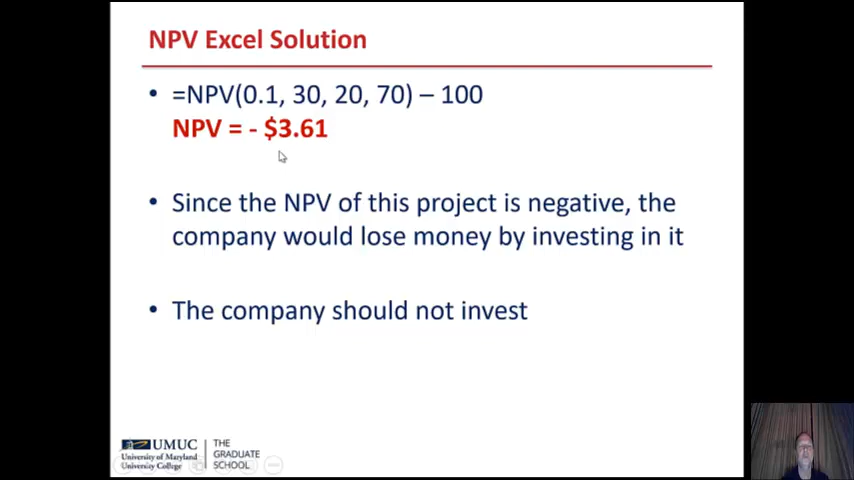 NPV Excel Solution
• =NPV(0.1, 30, 20, 70) – 100
NPV = - $3.61
• Since the NPV of this project is negative, the
company would lose money by investing in it
• The company should not invest
UMUC
University of Maryland
University College
THE
GRADUATE
SCHOOL